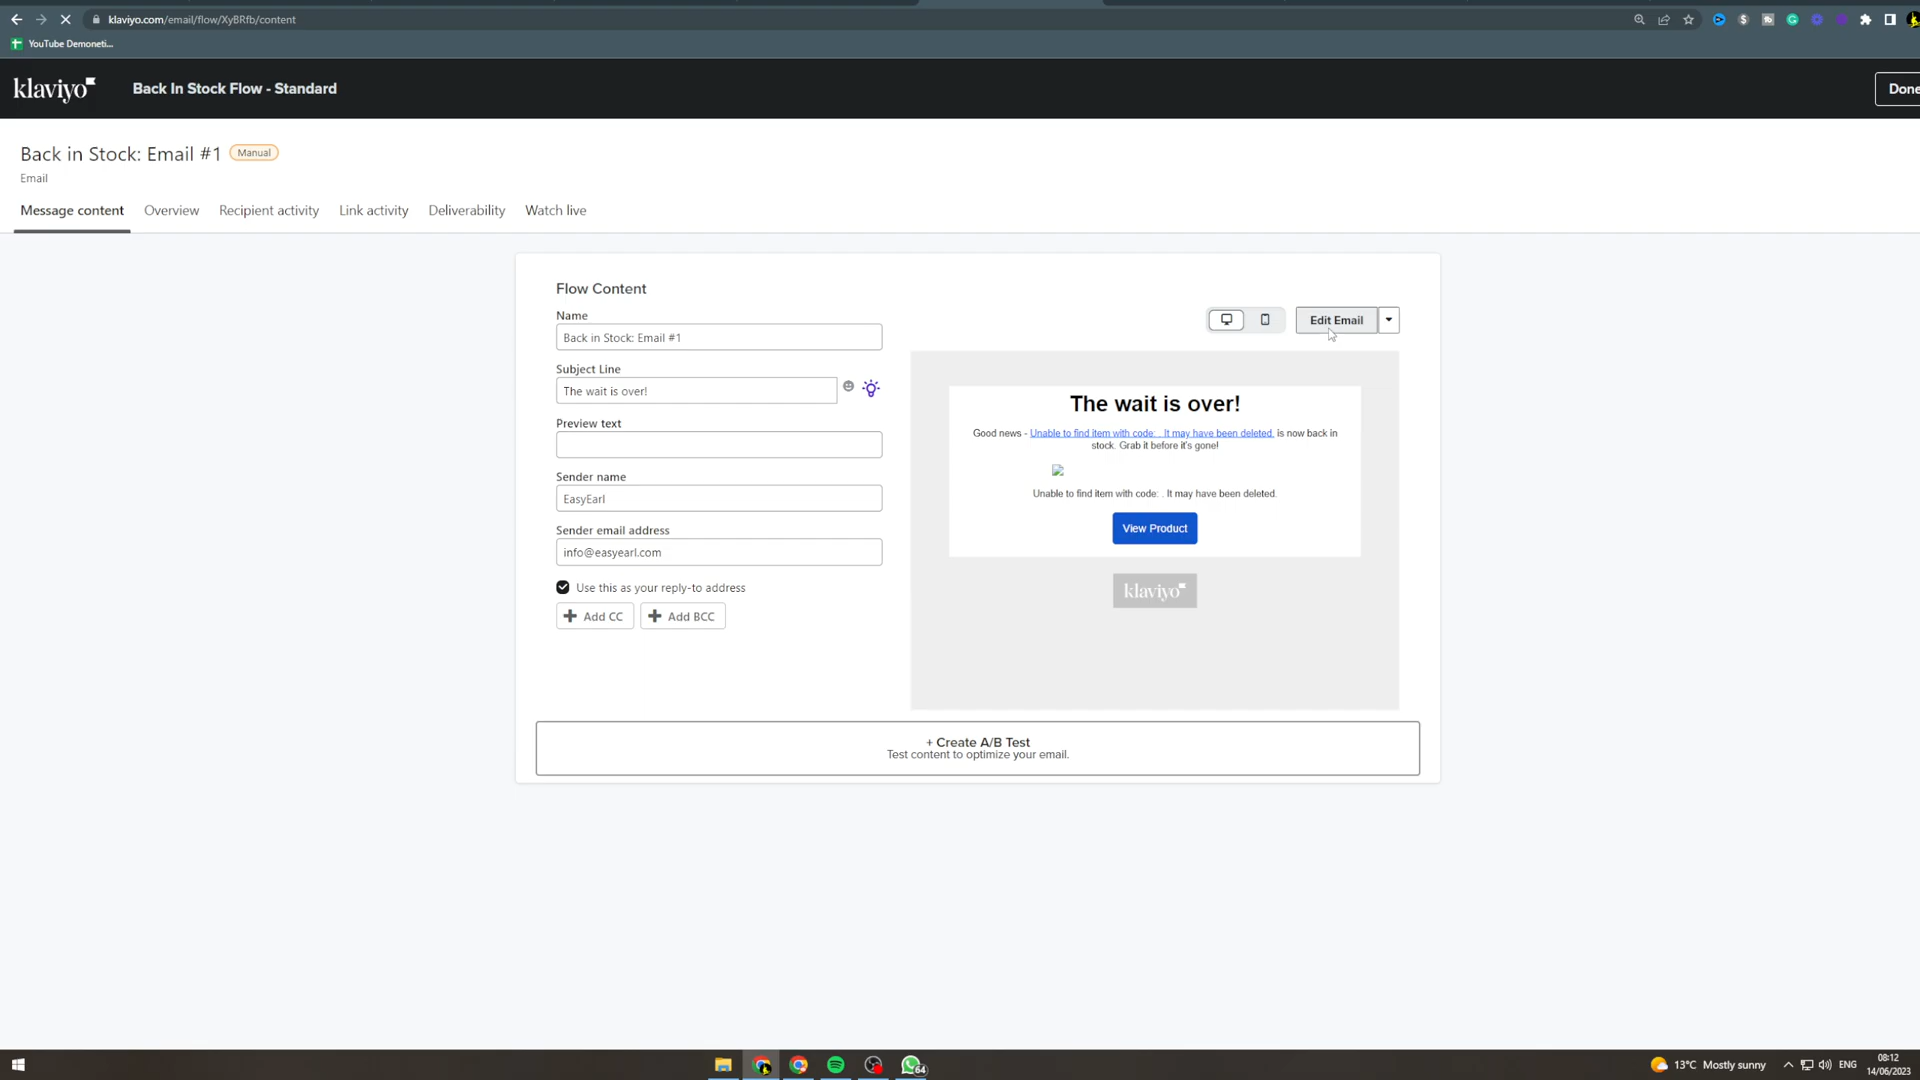 klaviyo.com/email/flow/XyBRfb/content
YouTube Demoneti...
klaviyo
Back In Stock Flow - Standard
Done
Back in Stock: Email #1
Manual
Email
Message content
Overview
Recipient activity
Link activity
Deliverability
Watch live
Flow Content
Name
Back in Stock: Email #1
Subject Line
The wait is over!
Preview text
Sender name
EasyEarl
Sender email address
info@easyearl.com
Use this as your reply-to address
Add CC
Add BCC
Edit Email
The wait is over!
Good news - Unable to find item with code: . It may have been deleted. is now back in
stock. Grab it before it's gone!
Unable to find item with code: . It may have been deleted.
View Product
klaviyo
+ Create A/B Test
Test content to optimize your email.
64
13°C Mostly sunny
ENG
08:12
14/06/2023